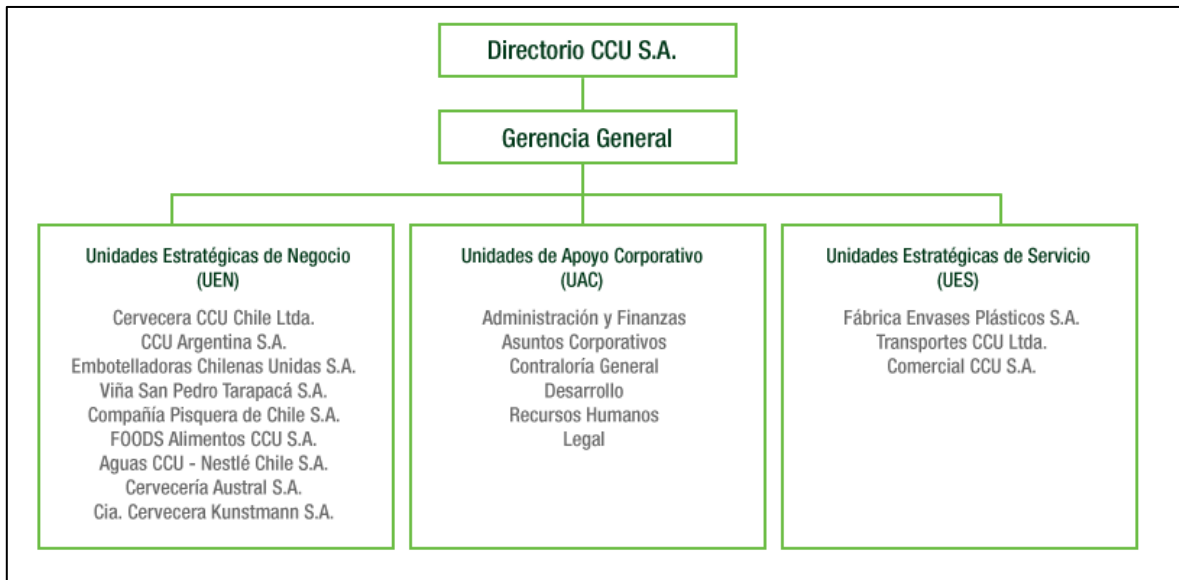 Directorio CCU S.A.
Gerencia General
Unidades Estratégicas de Negocio
(UEN)
Cervecera CCU Chile Ltda.
CCU Argentina S.A.
Embotelladoras Chilenas Unidas S.A.
Viña San Pedro Tarapacá S.A.
Compañía Pisquera de Chile S.A.
FOODS Alimentos CCU S.A.
Aguas CCU - Nestlé Chile S.A.
Cervecería Austral S.A.
Cia. Cervecera Kunstmann S.A.
Unidades de Apoyo Corporativo
(UAC)
Administración y Finanzas
Asuntos Corporativos
Contraloría General
Desarrollo
Recursos Humanos
Legal
Unidades Estratégicas de Servicio
(UES)
Fábrica Envases Plásticos S.A.
Transportes CCU Ltda.
Comercial CCU S.A.